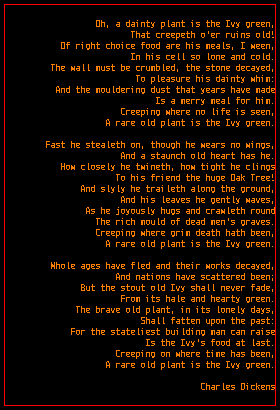 Oh, a dainty plant is the Ivy green,
That creepeth o'er ruins old!
Of right choice food are his meals, I ween,
In his cell so lone and cold.
The wall must be crumbled, the stone decayed,
To pleasure his dainty whim:
And the mouldering dust that years have made
Is a merry meal for him.
Creeping where no life is seen,
A rare old plant is the Ivy green.

Fast he stealeth on, though he wears no wings,
And a staunch old heart has he.
How closely he twineth, how tight he clings
To his friend the huge Oak Tree!
And slyly he traileth along the ground,
And his leaves he gently waves,
As he joyously hugs and crawleth round
The rich mould of dead men's graves.
Creeping where grim death hath been,
A rare old plant is the Ivy green.

Whole ages have fled and their works decayed,
And nations have scattered been;
But the stout old Ivy shall never fade,
From its hale and hearty green.
The brave old plant, in its lonely days,
Shall fatten upon the past:
For the stateliest building man can raise
Is the Ivy's food at last.
Creeping on where time has been,
A rare old plant is the Ivy green.

Charles Dickens